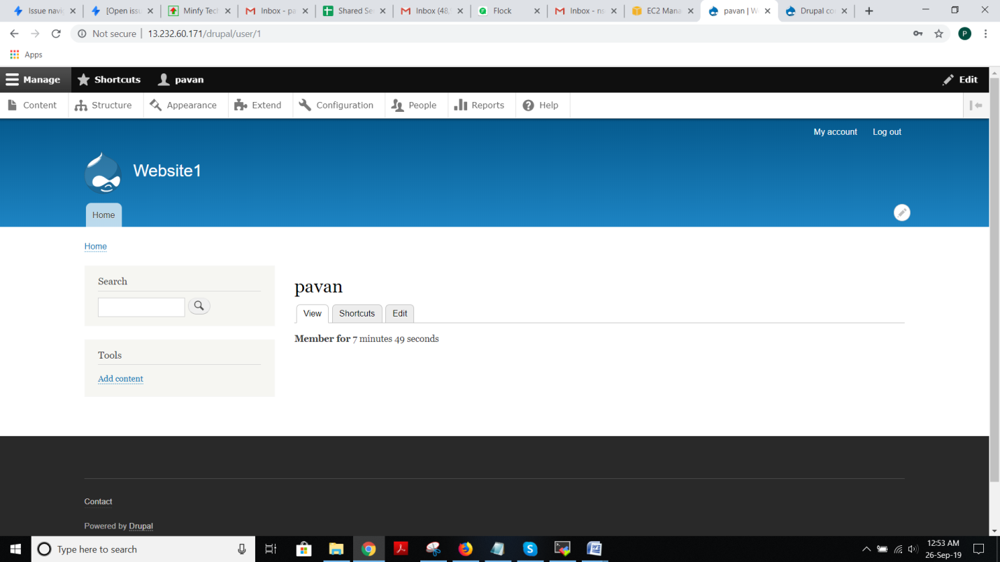 Issue navig
[Open issu
Minfy Tech
Inbox - pa
Shared Se
Inbox (48,
Flock
Inbox - ns
EC2 Mana
pavan | W
Drupal co
Not secure
13.232.60.171/drupal/user/1
P
Apps
Manage
Shortcuts
pavan
Edit
Content
Structure
Appearance
Extend
Configuration
People
Reports
Help
My account
Log out
Website1
Home
Home
Search
pavan
View
Shortcuts
Edit
Member for 7 minutes 49 seconds
Tools
Add content
Contact
Powered by Drupal
Type here to search
12:53 AM
26-Sep-19